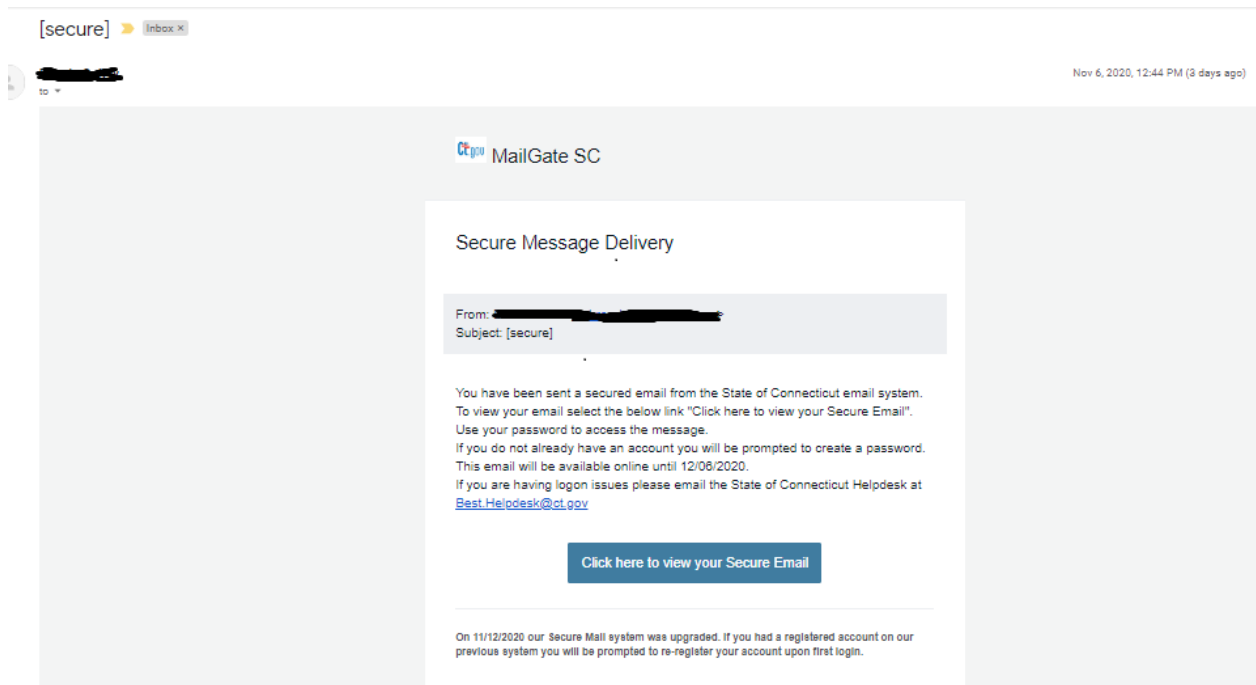 [secure] Inbox ×
Nov 6, 2020, 12:44 PM (3 days ago)
to
Ct.gov MailGate SC
Secure Message Delivery
From:
Subject: [secure]
You have been sent a secured email from the State of Connecticut email system.
To view your email select the below link "Click here to view your Secure Email".
Use your password to access the message.
If you do not already have an account you will be prompted to create a password.
This email will be available online until 12/06/2020.
If you are having logon issues please email the State of Connecticut Helpdesk at
Best.Helpdesk@ct.gov
Click here to view your Secure Email
On 11/12/2020 our Secure Mail system was upgraded. If you had a registered account on our
previous system you will be prompted to re-register your account upon first login.